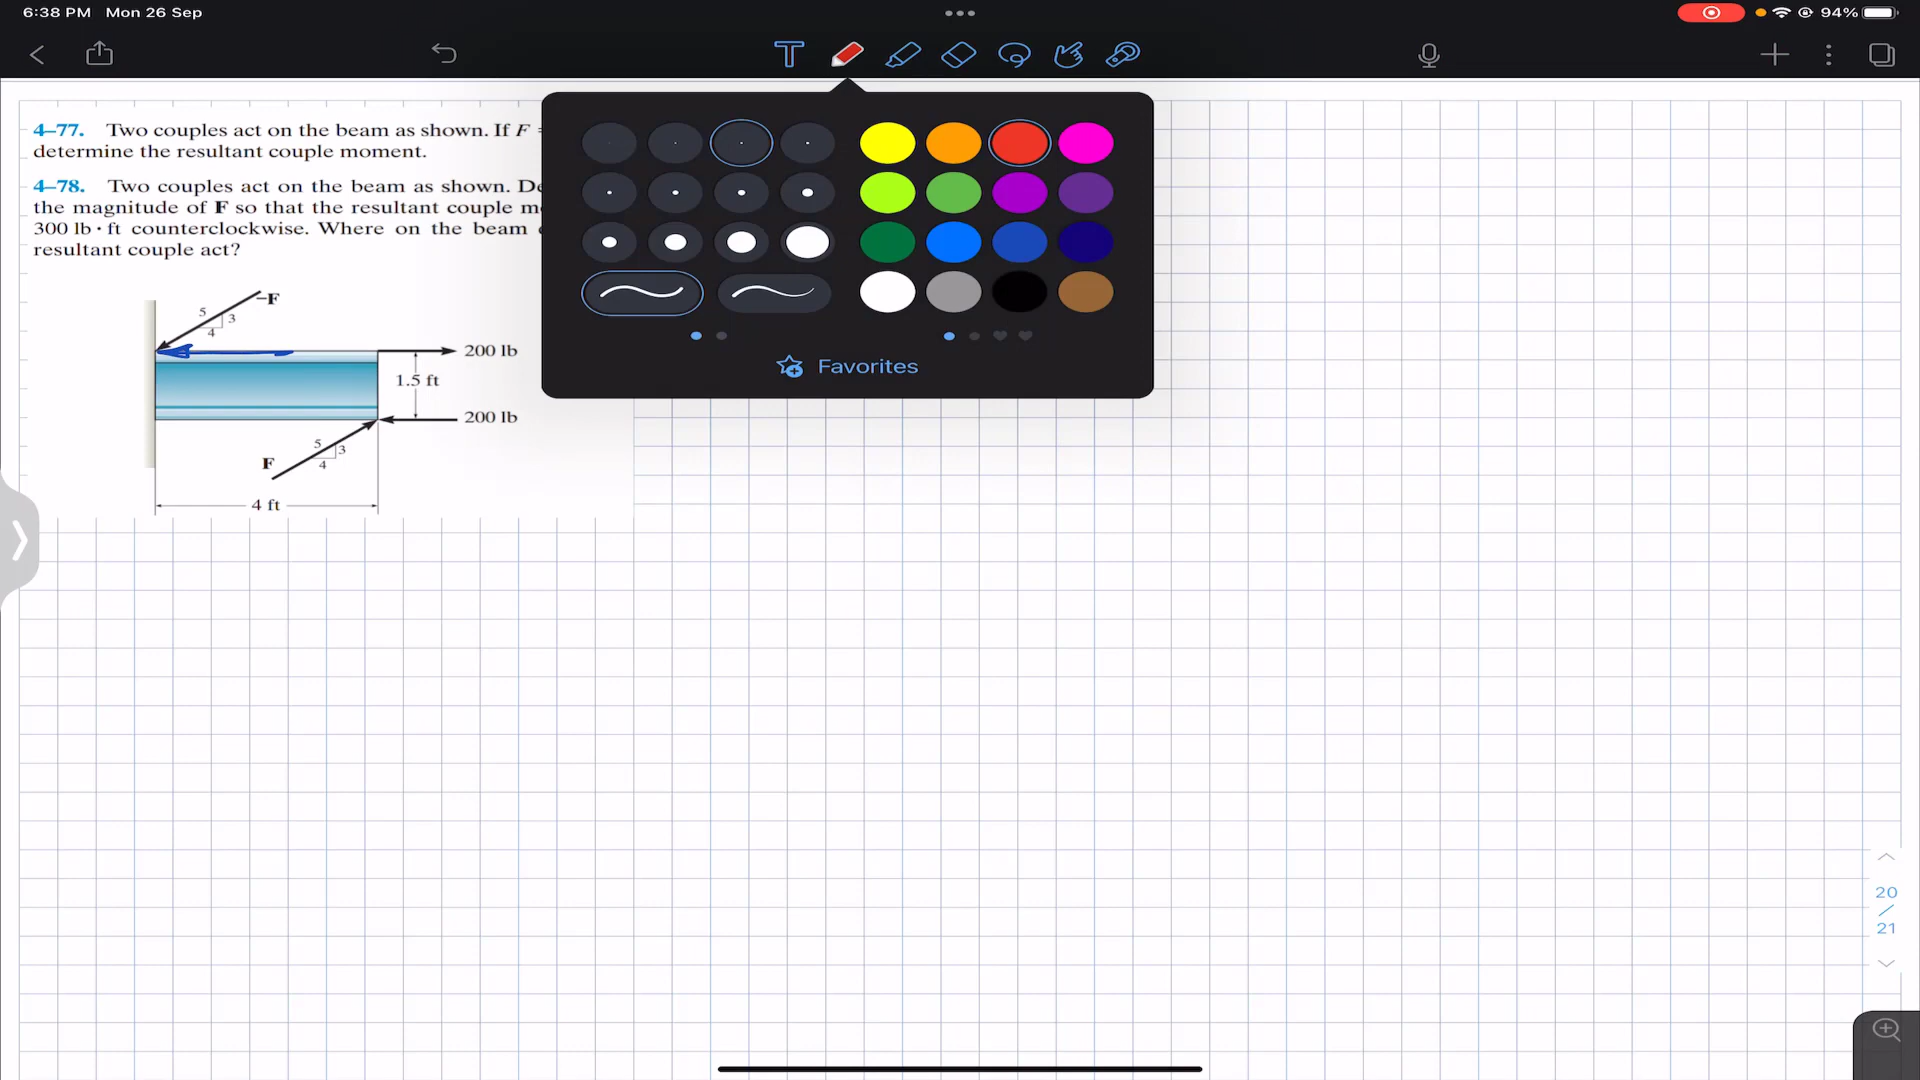 6:38 PM Mon 26 Sep
94%
4–77. Two couples act on the beam as shown. If F =
determine the resultant couple moment.
4–78. Two couples act on the beam as shown. De
the magnitude of F so that the resultant couple m
300 lb · ft counterclockwise. Where on the beam
resultant couple act?
–F
5
3
4
200 lb
1.5 ft
200 lb
5
3
4
F
4 ft
Favorites
20
/
21